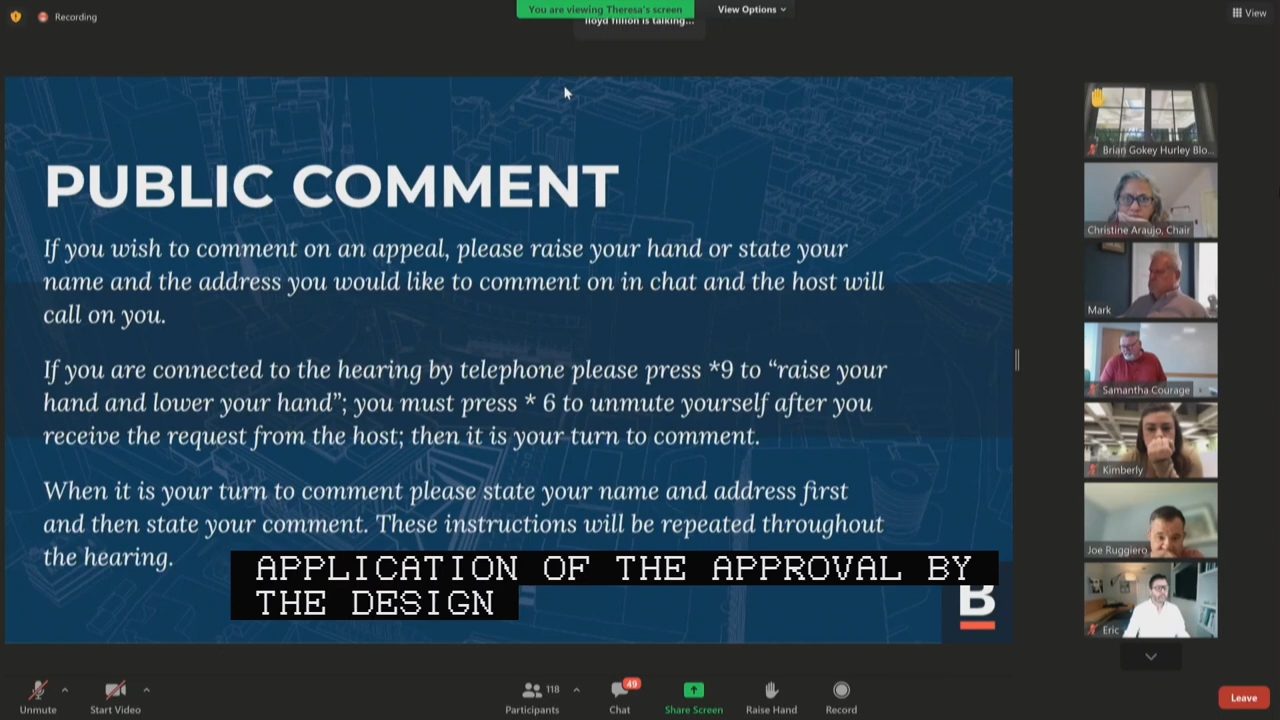 You are viewing Theresa's screen
View Options
Recording
lloyd fillion is talking...
View
PUBLIC COMMENT
If you wish to comment on an appeal, please raise your hand or state your
name and the address you would like to comment on in chat and the host will
call on you.
If you are connected to the hearing by telephone please press *9 to “raise your
hand and lower your hand”; you must press * 6 to unmute yourself after you
receive the request from the host; then it is your turn to comment.
When it is your turn to comment please state your name and address first
and then state your comment. These instructions will be repeated throughout
the hearing.
APPLICATION OF THE APPROVAL BY
THE DESIGN
B
Brian Gokey Hurley Blo...
Christine Araujo, Chair
Mark
Samantha Courage
Kimberly
Joe Ruggiero
Eric
Unmute
Start Video
118
Participants
49
Chat
Share Screen
Raise Hand
Record
Leave